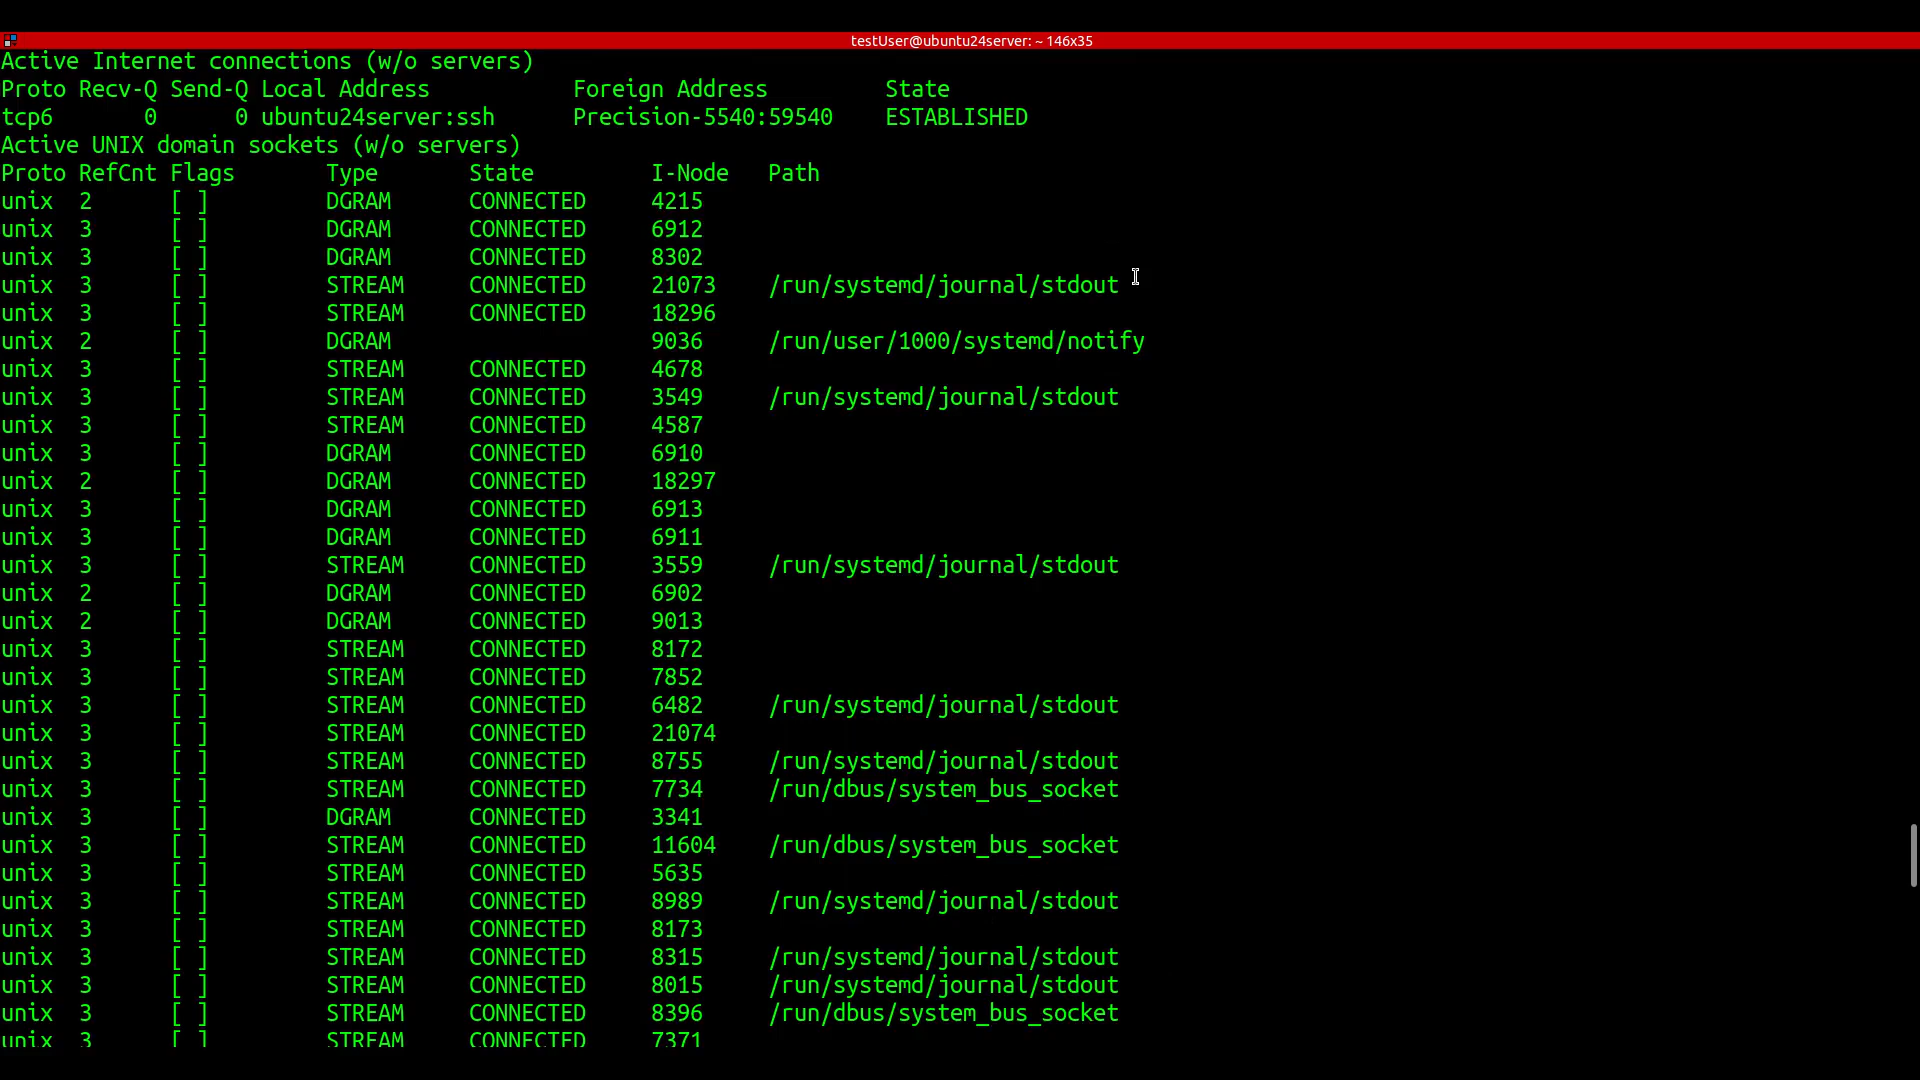 testUser@ubuntu24server: ~ 146x35
Active Internet connections (w/o servers)
Proto Recv-Q Send-Q Local Address           Foreign Address         State
tcp6       0      0 ubuntu24server:ssh      Precision-5540:59540    ESTABLISHED
Active UNIX domain sockets (w/o servers)
Proto RefCnt Flags       Type       State         I-Node   Path
unix  2      [ ]         DGRAM      CONNECTED     4215
unix  3      [ ]         DGRAM      CONNECTED     6912
unix  3      [ ]         DGRAM      CONNECTED     8302
unix  3      [ ]         STREAM     CONNECTED     21073    /run/systemd/journal/stdout
unix  3      [ ]         STREAM     CONNECTED     18296
unix  2      [ ]         DGRAM                    9036     /run/user/1000/systemd/notify
unix  3      [ ]         STREAM     CONNECTED     4678
unix  3      [ ]         STREAM     CONNECTED     3549     /run/systemd/journal/stdout
unix  3      [ ]         STREAM     CONNECTED     4587
unix  3      [ ]         DGRAM      CONNECTED     6910
unix  2      [ ]         DGRAM      CONNECTED     18297
unix  3      [ ]         DGRAM      CONNECTED     6913
unix  3      [ ]         DGRAM      CONNECTED     6911
unix  3      [ ]         STREAM     CONNECTED     3559     /run/systemd/journal/stdout
unix  2      [ ]         DGRAM      CONNECTED     6902
unix  2      [ ]         DGRAM      CONNECTED     9013
unix  3      [ ]         STREAM     CONNECTED     8172
unix  3      [ ]         STREAM     CONNECTED     7852
unix  3      [ ]         STREAM     CONNECTED     6482     /run/systemd/journal/stdout
unix  3      [ ]         STREAM     CONNECTED     21074
unix  3      [ ]         STREAM     CONNECTED     8755     /run/systemd/journal/stdout
unix  3      [ ]         STREAM     CONNECTED     7734     /run/dbus/system_bus_socket
unix  3      [ ]         DGRAM      CONNECTED     3341
unix  3      [ ]         STREAM     CONNECTED     11604    /run/dbus/system_bus_socket
unix  3      [ ]         STREAM     CONNECTED     5635
unix  3      [ ]         STREAM     CONNECTED     8989     /run/systemd/journal/stdout
unix  3      [ ]         STREAM     CONNECTED     8173
unix  3      [ ]         STREAM     CONNECTED     8315     /run/systemd/journal/stdout
unix  3      [ ]         STREAM     CONNECTED     8015     /run/systemd/journal/stdout
unix  3      [ ]         STREAM     CONNECTED     8396     /run/dbus/system_bus_socket
unix  3      [ ]         STREAM     CONNECTED     7371